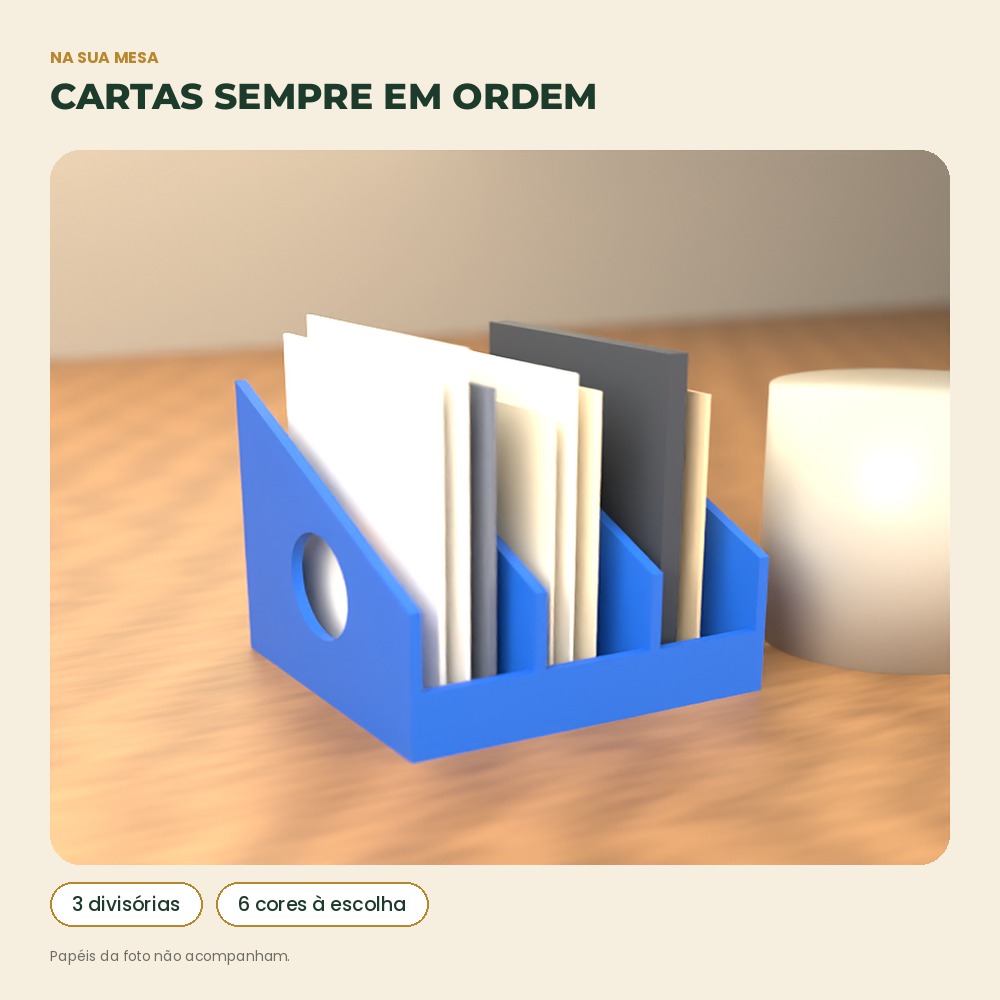 NA SUA MESA
CARTAS SEMPRE EM ORDEM
3 divisórias
6 cores à escolha
Papéis da foto não acompanham.